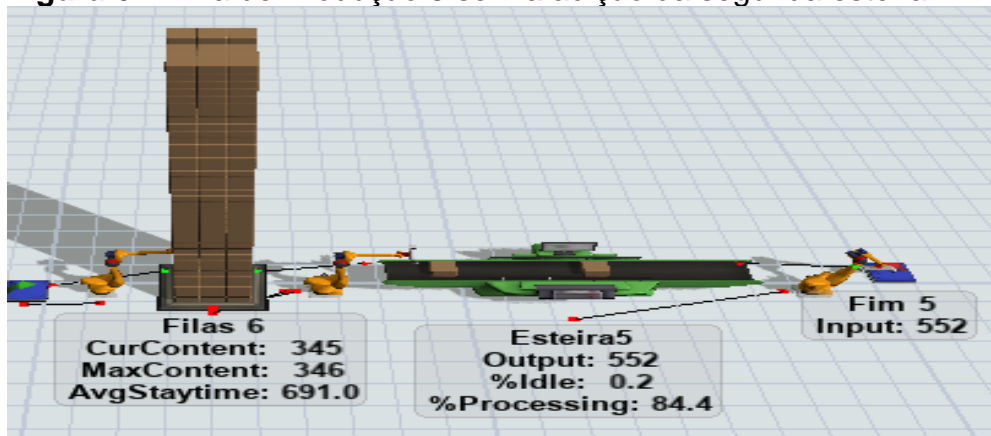 Filas 6
CurContent: 345
MaxContent: 346
AvgStaytime: 691.0
Esteira5
Output: 552
%Idle: 0.2
%Processing: 84.4
Fim 5
Input: 552